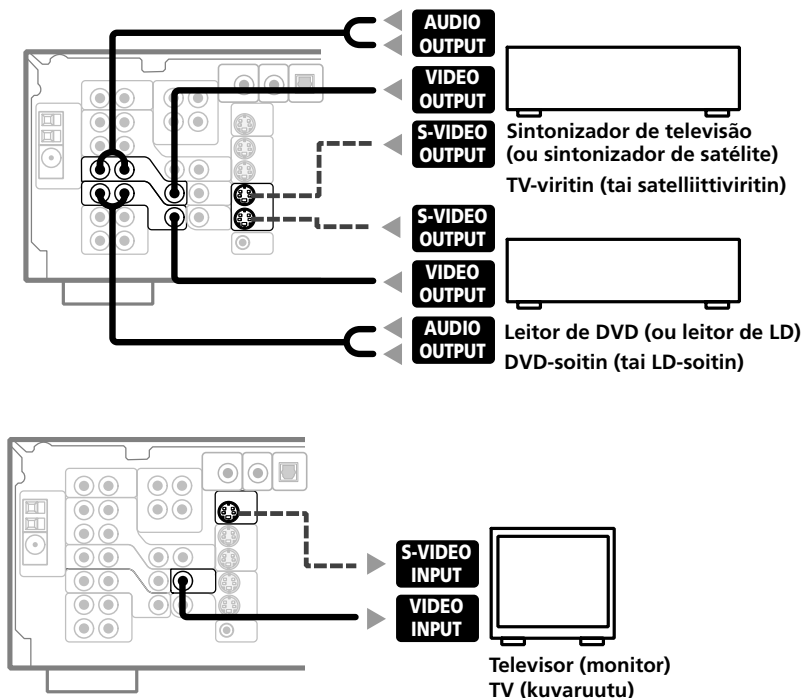 AUDIO
OUTPUT
VIDEO
OUTPUT
S-VIDEO
OUTPUT
Sintonizador de televisão
(ou sintonizador de satélite)
TV-viritin (tai satelliittiviritin)
S-VIDEO
OUTPUT
VIDEO
OUTPUT
AUDIO
OUTPUT
Leitor de DVD (ou leitor de LD)
DVD-soitin (tai LD-soitin)
S-VIDEO
INPUT
VIDEO
INPUT
Televisor (monitor)
TV (kuvaruutu)